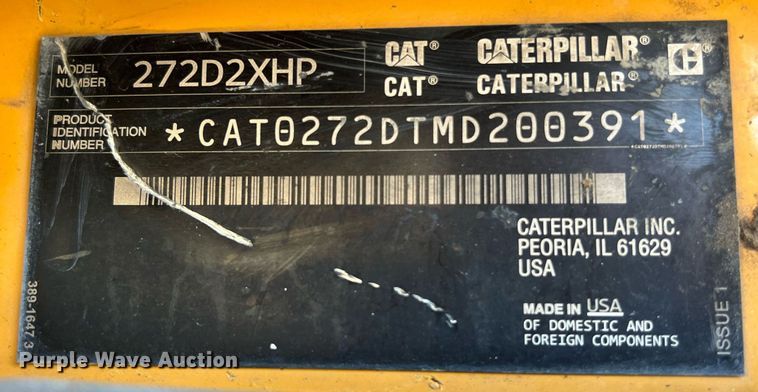 MODEL NUMBER 272D2XHP
CAT® CATERPILLAR®
CAT® CATERPILLAR®
PRODUCT IDENTIFICATION NUMBER *CAT0272DTMD200391*
CATERPILLAR INC.
PEORIA, IL 61629
USA
MADE IN USA
OF DOMESTIC AND
FOREIGN COMPONENTS
389-1647 3
ISSUE 1
Purple Wave Auction